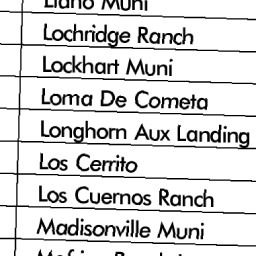 Llano Muni
Lochridge Ranch
Lockhart Muni
Loma De Cometa
Longhorn Aux Landing
Los Cerrito
Los Cuernos Ranch
Madisonville Muni